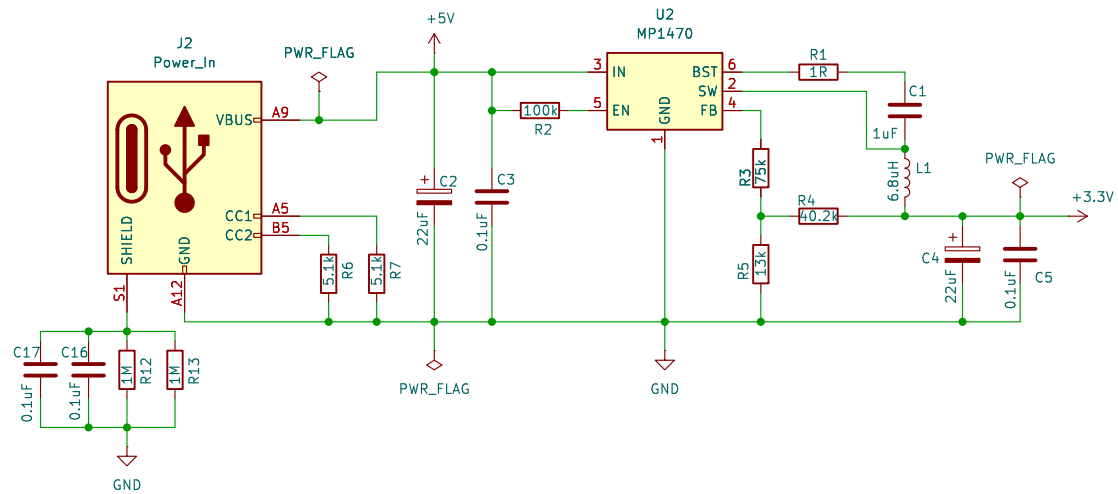 J2
Power_In
PWR_FLAG
+5V
U2
MP1470
VBUS
A9
CC1
A5
CC2
B5
SHIELD
GND
S1
A12
3
IN
5
EN
GND
1
BST
6
SW
2
FB
4
R1
1R
C1
1uF
100k
R2
C2
22uF
C3
0.1uF
R3
75k
R4
40.2k
R5
13k
L1
6.8uH
PWR_FLAG
+3.3V
C4
22uF
C5
0.1uF
5.1k
R6
5.1k
R7
C17
0.1uF
C16
0.1uF
1M
R12
1M
R13
PWR_FLAG
GND
GND